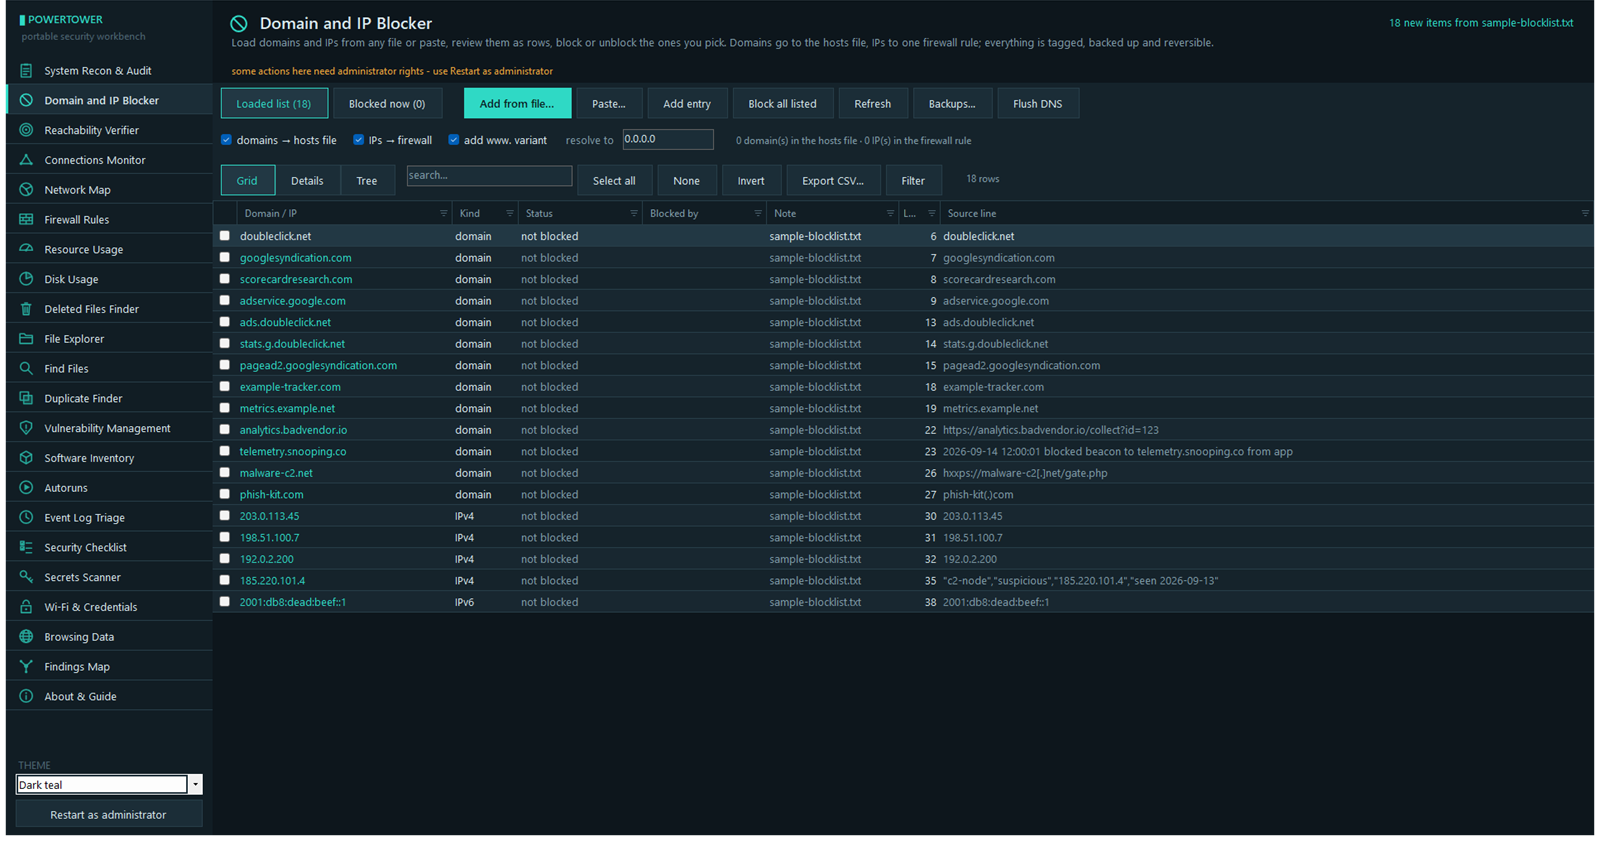 POWERTOWER
portable security workbench
System Recon & Audit
Domain and IP Blocker
Reachability Verifier
Connections Monitor
Network Map
Firewall Rules
Resource Usage
Disk Usage
Deleted Files Finder
File Explorer
Find Files
Duplicate Finder
Vulnerability Management
Software Inventory
Autoruns
Event Log Triage
Security Checklist
Secrets Scanner
Wi-Fi & Credentials
Browsing Data
Findings Map
About & Guide
THEME
Dark teal
Restart as administrator
Domain and IP Blocker
18 new items from sample-blocklist.txt
Load domains and IPs from any file or paste, review them as rows, block or unblock the ones you pick. Domains go to the hosts file, IPs to one firewall rule; everything is tagged, backed up and reversible.
some actions here need administrator rights - use Restart as administrator
Loaded list (18) Blocked now (0) Add from file... Paste... Add entry Block all listed Refresh Backups... Flush DNS
domains → hosts file IPs → firewall add www. variant resolve to 0.0.0.0 0 domain(s) in the hosts file · 0 IP(s) in the firewall rule
Grid Details Tree search... Select all None Invert Export CSV... Filter 18 rows
Domain / IP Kind Status Blocked by Note L... Source line
doubleclick.net domain not blocked sample-blocklist.txt 6 doubleclick.net
googlesyndication.com domain not blocked sample-blocklist.txt 7 googlesyndication.com
scorecardresearch.com domain not blocked sample-blocklist.txt 8 scorecardresearch.com
adservice.google.com domain not blocked sample-blocklist.txt 9 adservice.google.com
ads.doubleclick.net domain not blocked sample-blocklist.txt 13 ads.doubleclick.net
stats.g.doubleclick.net domain not blocked sample-blocklist.txt 14 stats.g.doubleclick.net
pagead2.googlesyndication.com domain not blocked sample-blocklist.txt 15 pagead2.googlesyndication.com
example-tracker.com domain not blocked sample-blocklist.txt 18 example-tracker.com
metrics.example.net domain not blocked sample-blocklist.txt 19 metrics.example.net
analytics.badvendor.io domain not blocked sample-blocklist.txt 22 https://analytics.badvendor.io/collect?id=123
telemetry.snooping.co domain not blocked sample-blocklist.txt 23 2026-09-14 12:00:01 blocked beacon to telemetry.snooping.co from app
malware-c2.net domain not blocked sample-blocklist.txt 26 hxxps://malware-c2[.]net/gate.php
phish-kit.com domain not blocked sample-blocklist.txt 27 phish-kit(.)com
203.0.113.45 IPv4 not blocked sample-blocklist.txt 30 203.0.113.45
198.51.100.7 IPv4 not blocked sample-blocklist.txt 31 198.51.100.7
192.0.2.200 IPv4 not blocked sample-blocklist.txt 32 192.0.2.200
185.220.101.4 IPv4 not blocked sample-blocklist.txt 35 "c2-node","suspicious","185.220.101.4","seen 2026-09-13"
2001:db8:dead:beef::1 IPv6 not blocked sample-blocklist.txt 38 2001:db8:dead:beef::1